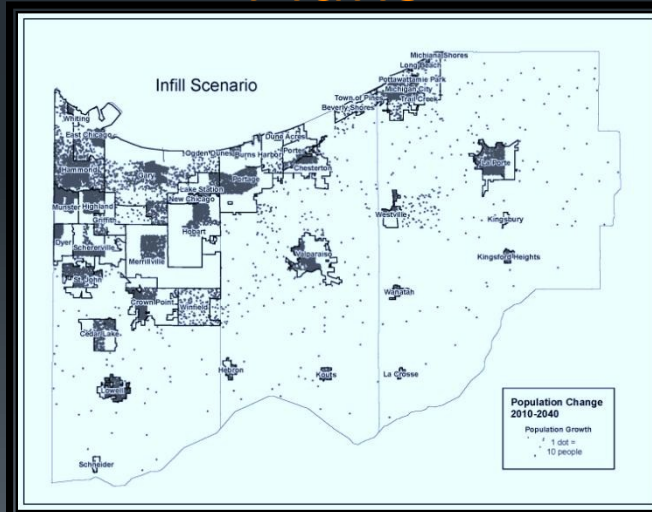 Infill Scenario
Michiana Shores
Long Beach
Pottawattamie Park
Michigan City
Trail Creek
Town of Pines
Beverly Shores
Whiting
East Chicago
Dune Acres
Ogden Dunes
Burns Harbor
Porter
Hammond
Gary
Chesterton
LaPorte
Lake Station
Portage
New Chicago
Munster
Highland
Griffith
Hobart
Westville
Kingsbury
Dyer
Schererville
Merrillville
Valparaiso
Kingsford Heights
St. John
Crown Point
Winfield
Wanatah
Cedar Lake
Hebron
Kouts
La Crosse
Lowell
Schneider
Population Change
2010-2040
Population Growth
1 dot =
10 people